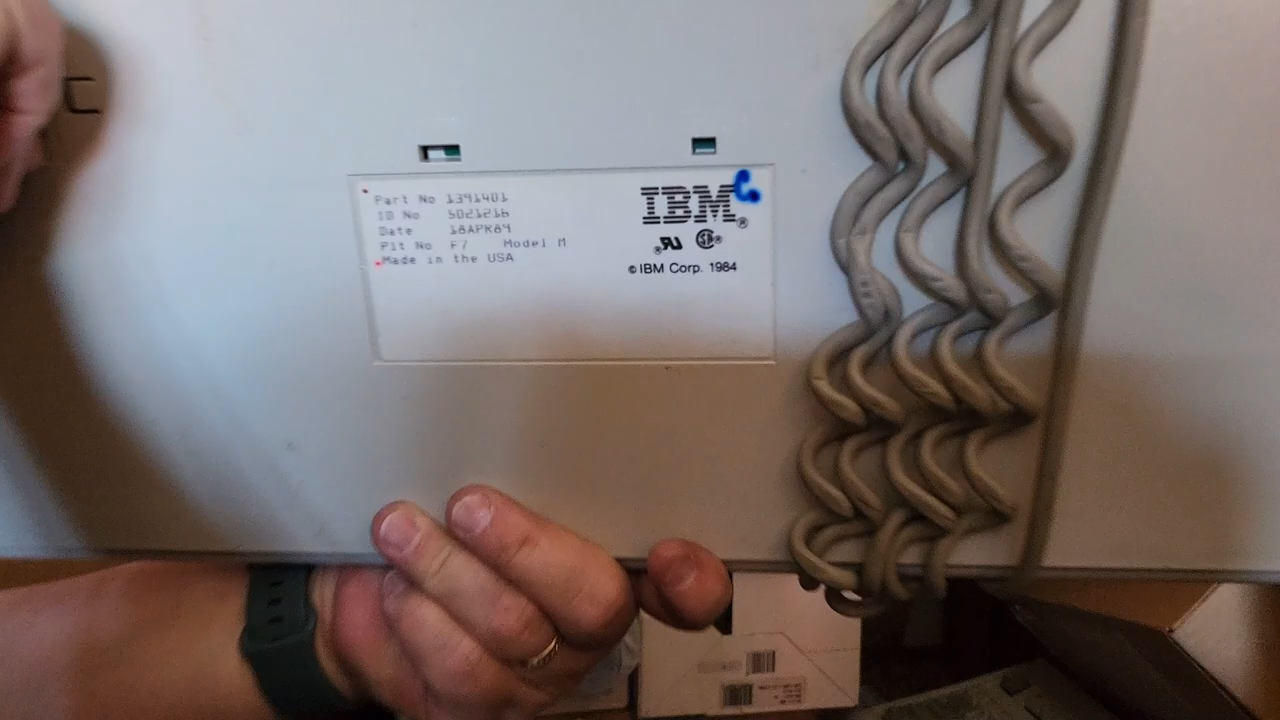 Part No 1391401
ID No 5021216
Date 18APR89
Plt No F7 Model M
Made in the USA
IBM®
© IBM Corp. 1984